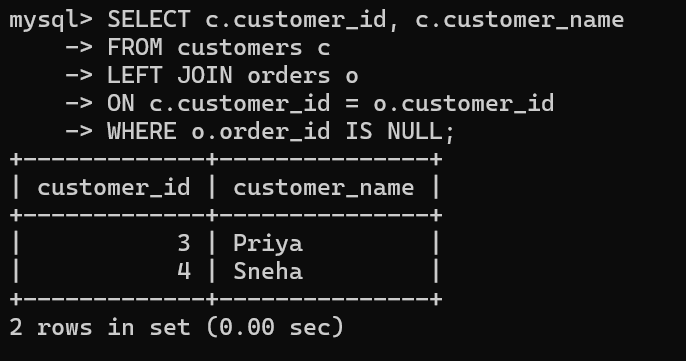 mysql> SELECT c.customer_id, c.customer_name
    -> FROM customers c
    -> LEFT JOIN orders o
    -> ON c.customer_id = o.customer_id
    -> WHERE o.order_id IS NULL;
+-------------+---------------+
| customer_id | customer_name |
+-------------+---------------+
|           3 | Priya         |
|           4 | Sneha         |
+-------------+---------------+
2 rows in set (0.00 sec)